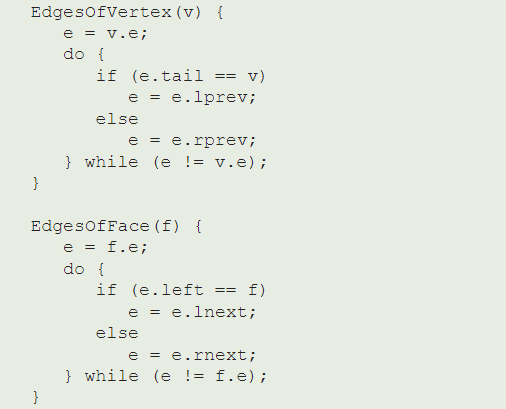 EdgesOfVertex(v) {
   e = v.e;
   do {
      if (e.tail == v)
         e = e.lprev;
      else
         e = e.rprev;
   } while (e != v.e);
}

EdgesOfFace(f) {
   e = f.e;
   do {
      if (e.left == f)
         e = e.lnext;
      else
         e = e.rnext;
   } while (e != f.e);
}